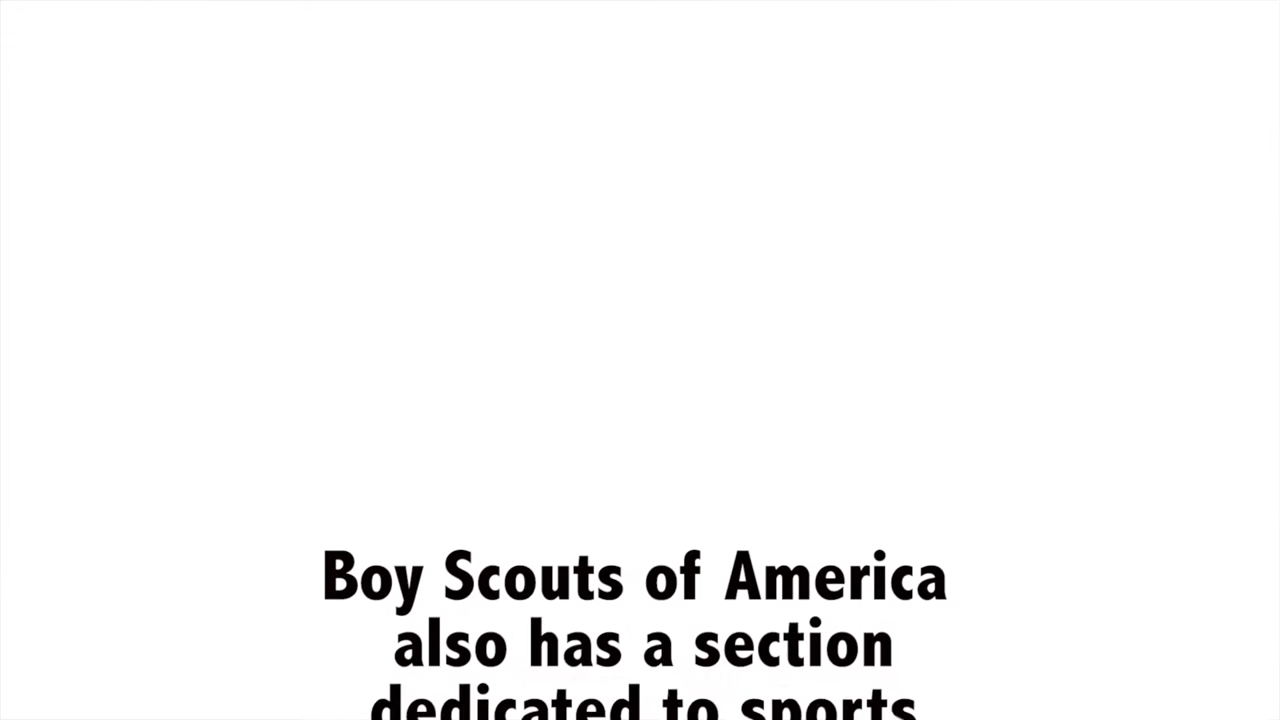 Boy Scouts of America
also has a section
dedicated to sports